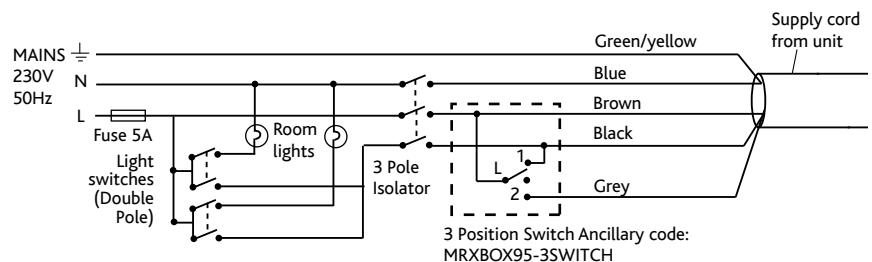 Supply cord
from unit
Green/yellow
MAINS
230V
50Hz
N
Blue
L
Brown
Fuse 5A
Room
lights
Black
Light
switches
(Double
Pole)
3 Pole
Isolator
L
1
2
Grey
3 Position Switch Ancillary code:
MRXBOX95-3SWITCH